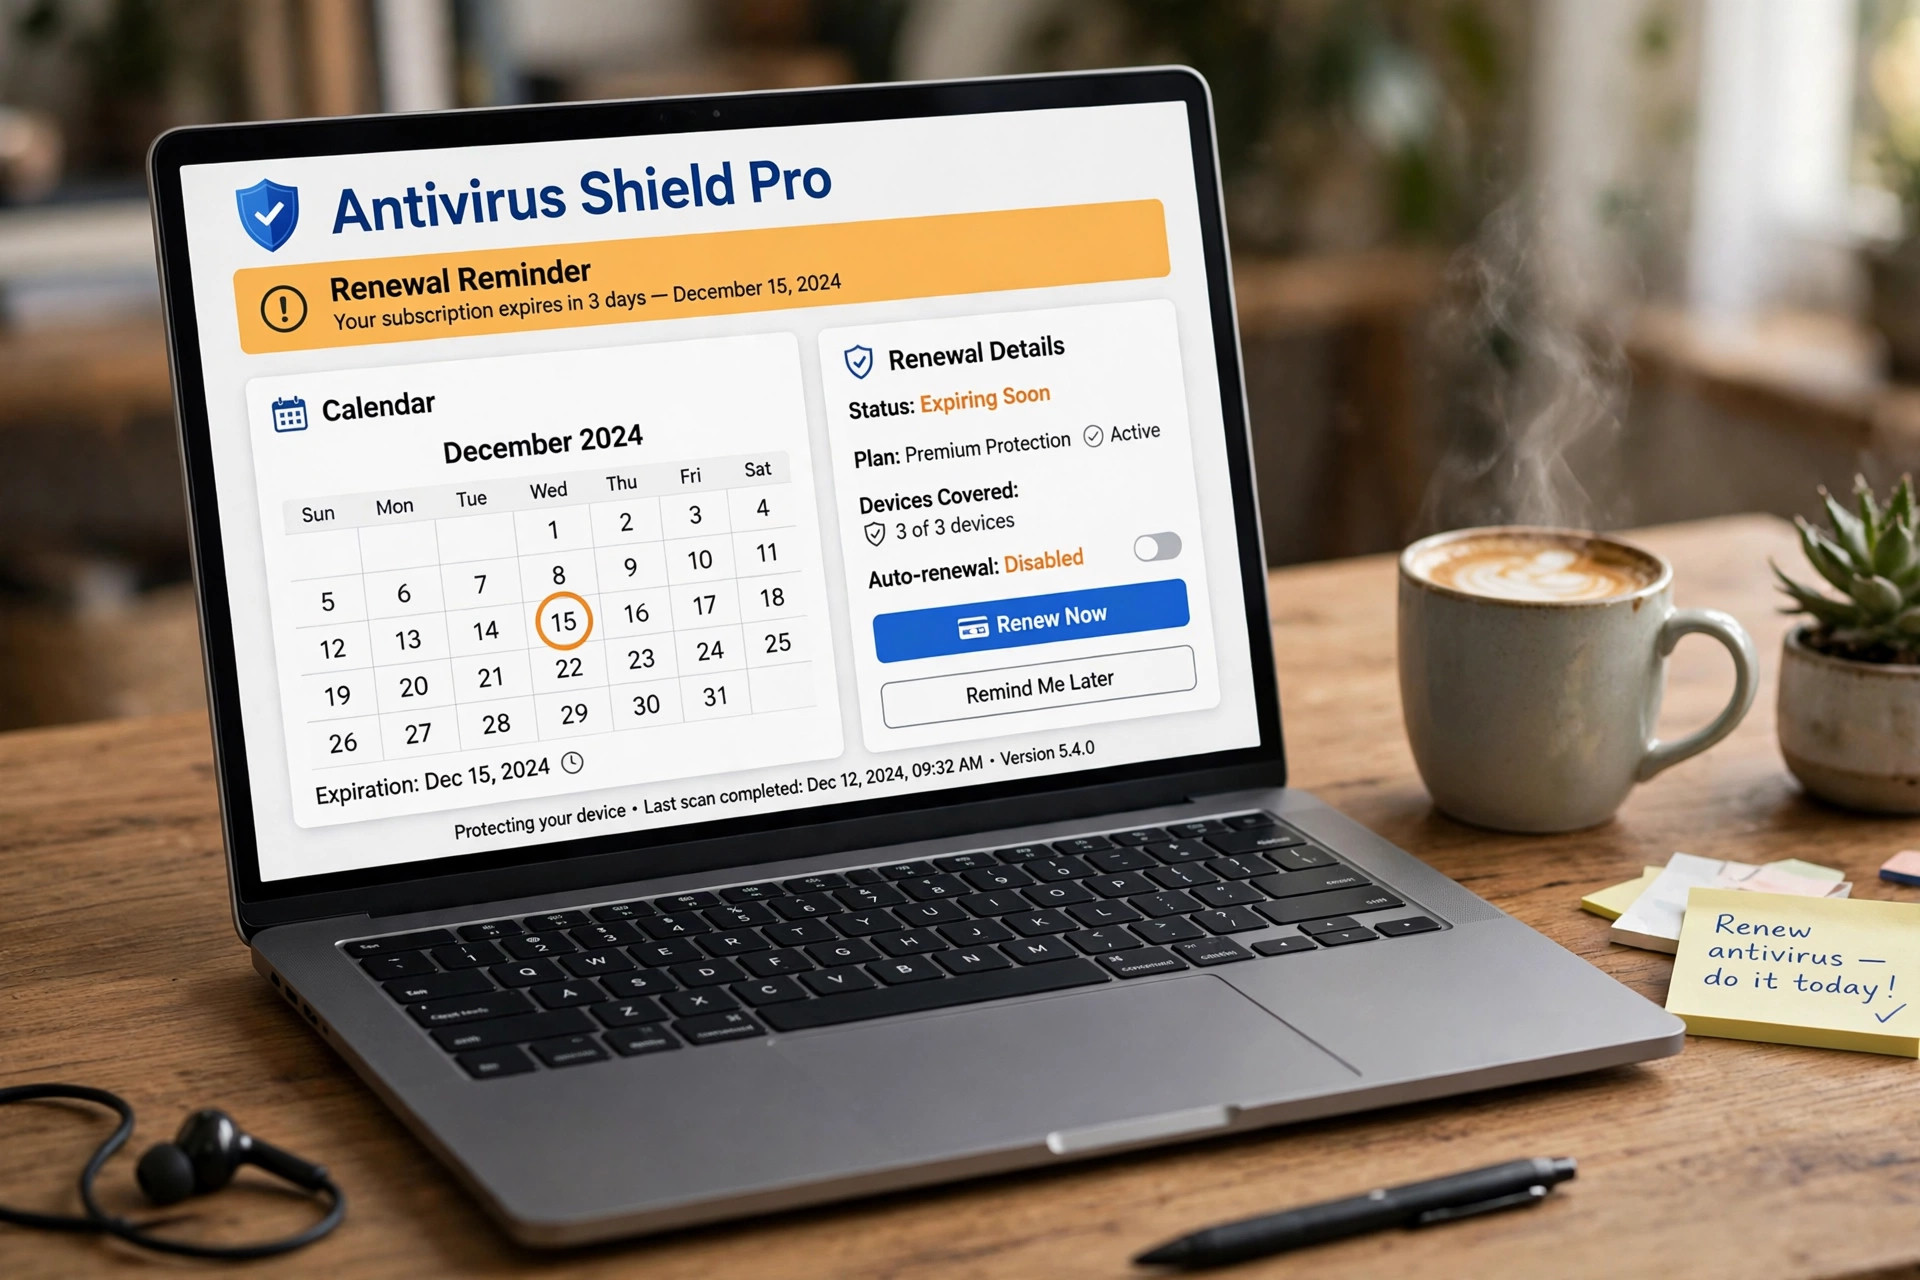 Antivirus Shield Pro
Renewal Reminder
Your subscription expires in 3 days — December 15, 2024
Calendar
December 2024
Sun Mon Tue Wed Thu Fri Sat
1 2 3 4
5 6 7 8 9 10 11
12 13 14 15 16 17 18
19 20 21 22 23 24 25
26 27 28 29 30 31
Expiration: Dec 15, 2024
Renewal Details
Status: Expiring Soon
Plan: Premium Protection Active
Devices Covered:
3 of 3 devices
Auto-renewal: Disabled
Renew Now
Remind Me Later
Protecting your device • Last scan completed: Dec 12, 2024, 09:32 AM • Version 5.4.0
Q W E R T Y U I O P
A S D F G H J K L
Z X C V B N M
Renew
antivirus —
do it today!